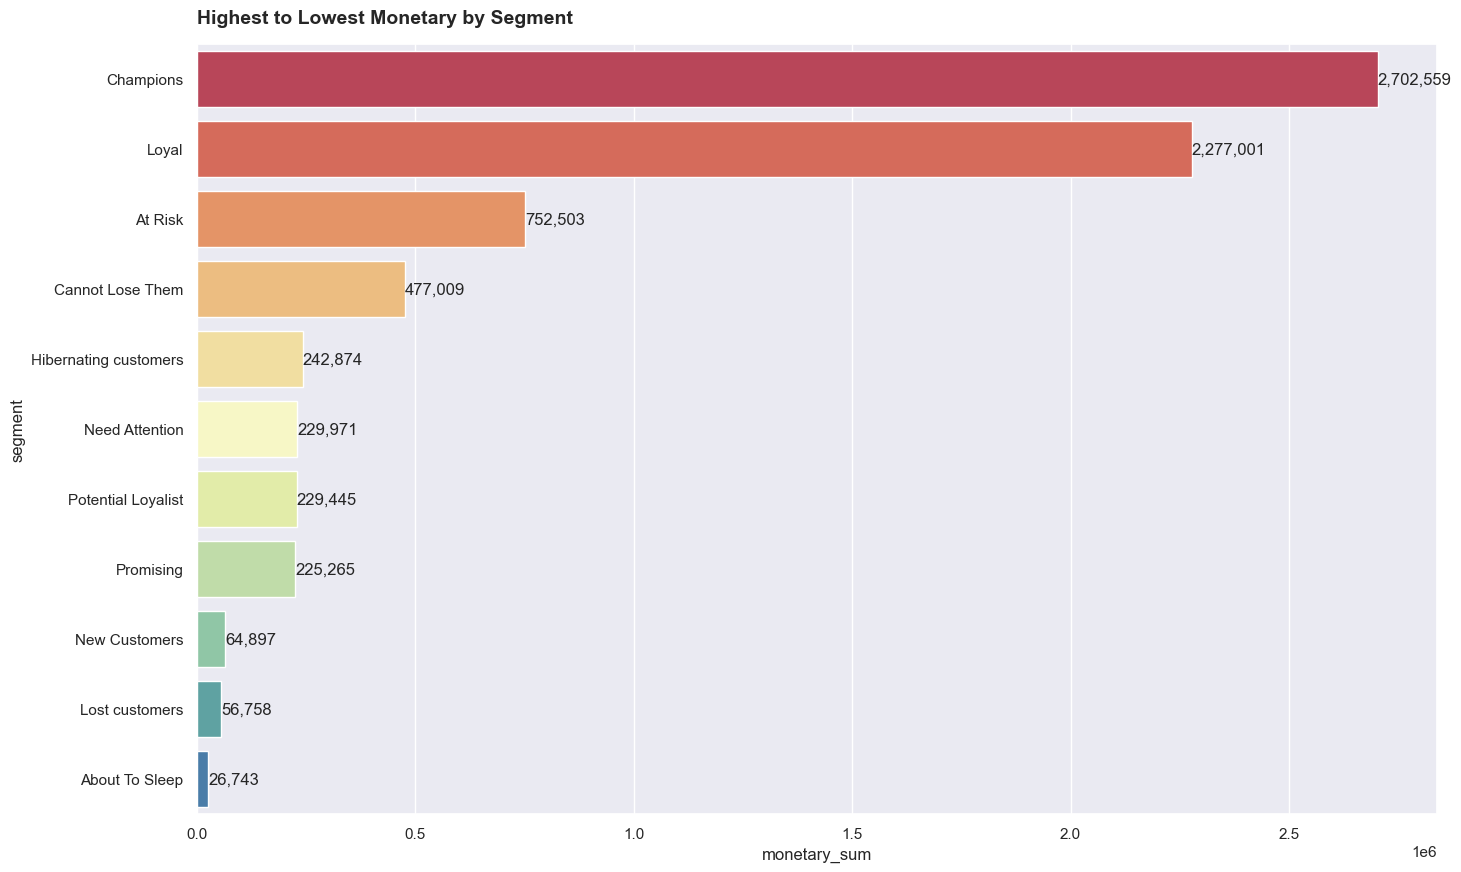 Highest to Lowest Monetary by Segment
Champions 2,702,559
Loyal 2,277,001
At Risk 752,503
Cannot Lose Them 477,009
Hibernating customers 242,874
Need Attention 229,971
Potential Loyalist 229,445
Promising 225,265
New Customers 64,897
Lost customers 56,758
About To Sleep 26,743
segment
0.0 0.5 1.0 1.5 2.0 2.5
1e6
monetary_sum